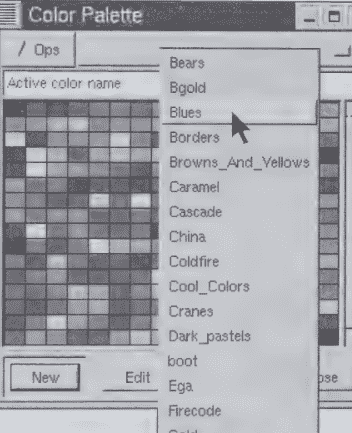 Color Palette
/ Ops
Active color name
Bears
Bgold
Blues
Borders
Browns_And_Yellows
Caramel
Cascade
China
Coldfire
Cool_Colors
Cranes
Dark_pastels
boot
Ega
Firecode
New
Edit
ose